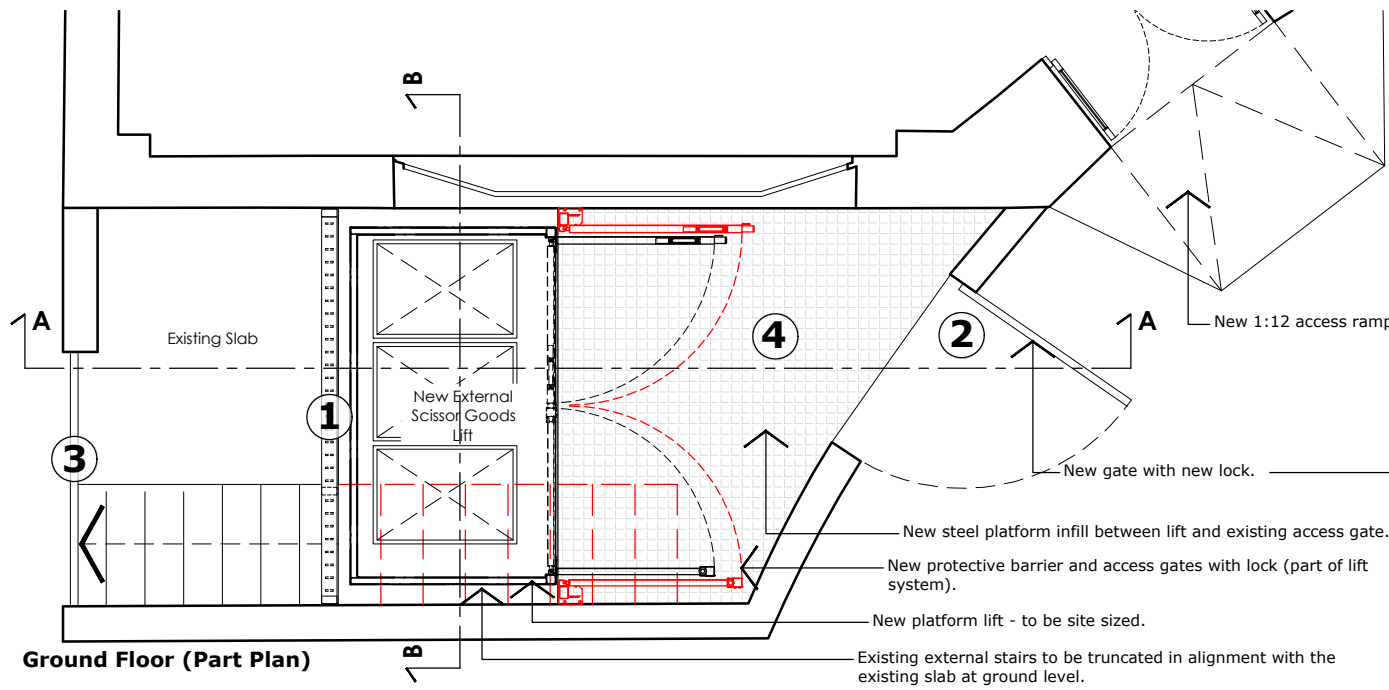 B
A
Existing Slab
4
2
A
New 1:12 access ramp
New External
Scissor Goods
Lift
1
3
New gate with new lock.
New steel platform infill between lift and existing access gate.
New protective barrier and access gates with lock (part of lift
system).
New platform lift - to be site sized.
B
Ground Floor (Part Plan)
Existing external stairs to be truncated in alignment with the
existing slab at ground level.